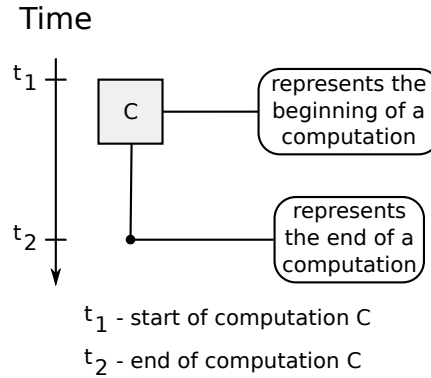 Time
t1
C
represents the
beginning of a
computation
t2
represents
the end of a
computation
t1 - start of computation C
t2 - end of computation C